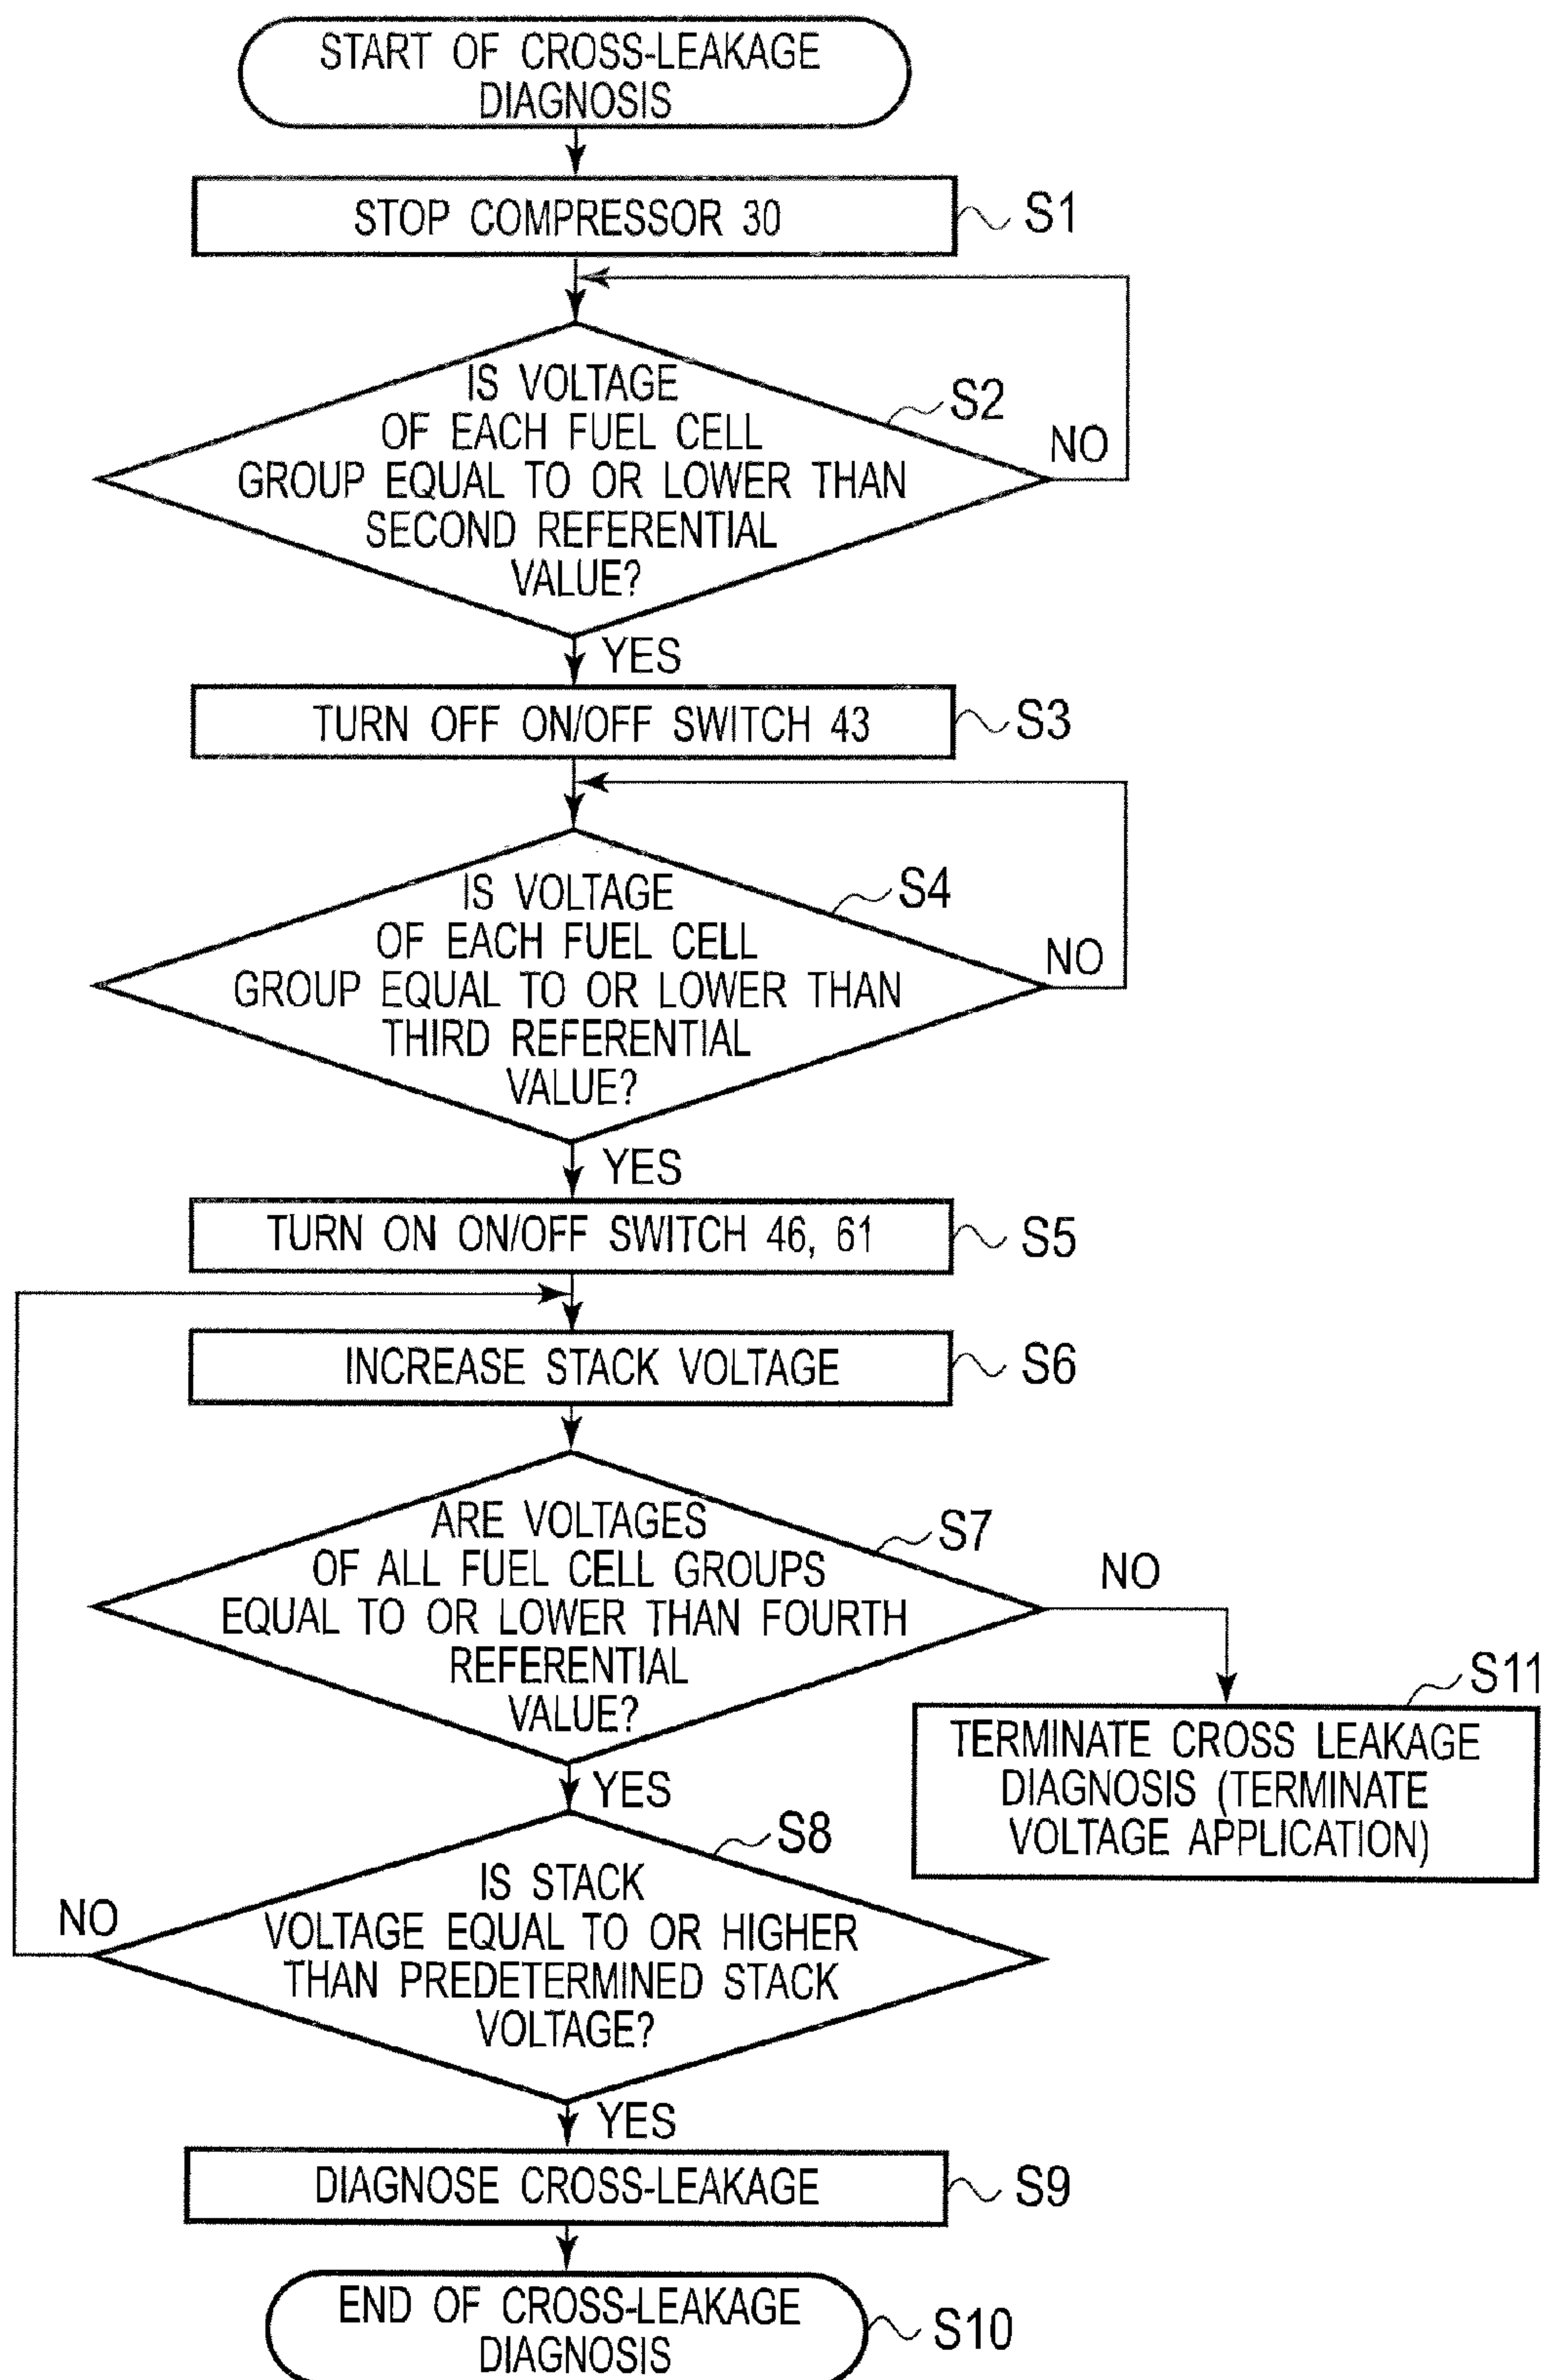 START OF CROSS-LEAKAGE
DIAGNOSIS
STOP COMPRESSOR 30
S1
IS VOLTAGE
OF EACH FUEL CELL
GROUP EQUAL TO OR LOWER THAN
SECOND REFERENTIAL
VALUE?
S2
NO
YES
TURN OFF ON/OFF SWITCH 43
S3
IS VOLTAGE
OF EACH FUEL CELL
GROUP EQUAL TO OR LOWER THAN
THIRD REFERENTIAL
VALUE?
S4
NO
YES
TURN ON ON/OFF SWITCH 46, 61
S5
INCREASE STACK VOLTAGE
S6
ARE VOLTAGES
OF ALL FUEL CELL GROUPS
EQUAL TO OR LOWER THAN FOURTH
REFERENTIAL
VALUE?
S7
NO
S11
TERMINATE CROSS LEAKAGE
DIAGNOSIS (TERMINATE
VOLTAGE APPLICATION)
YES
S8
IS STACK
VOLTAGE EQUAL TO OR HIGHER
THAN PREDETERMINED STACK
VOLTAGE?
NO
YES
DIAGNOSE CROSS-LEAKAGE
S9
END OF CROSS-LEAKAGE
DIAGNOSIS
S10